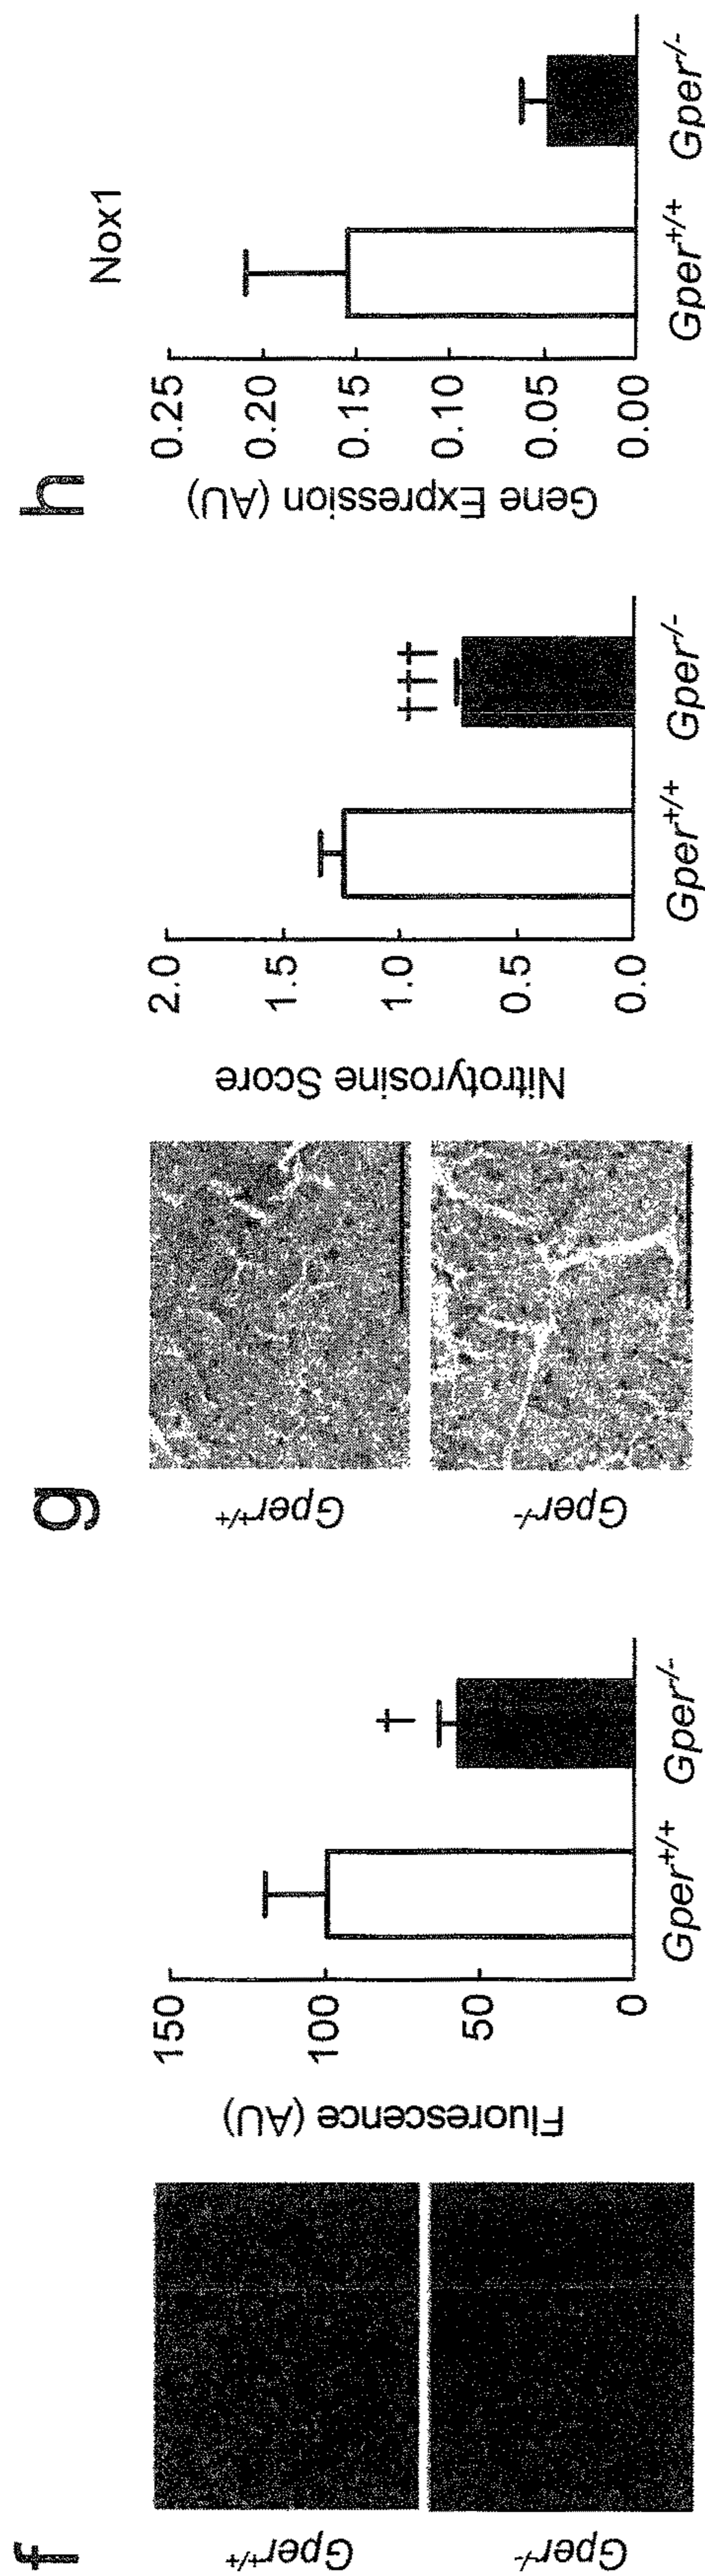 f
Gper+/+
Gper-/-
Fluorescence (AU)
150
100
50
0
†
Gper+/+
Gper-/-
g
Gper+/+
Gper-/-
Nitrotyrosine Score
2.0
1.5
1.0
0.5
0.0
†††
Gper+/+
Gper-/-
h
Nox1
Gene Expression (AU)
0.25
0.20
0.15
0.10
0.05
0.00
Gper+/+
Gper-/-